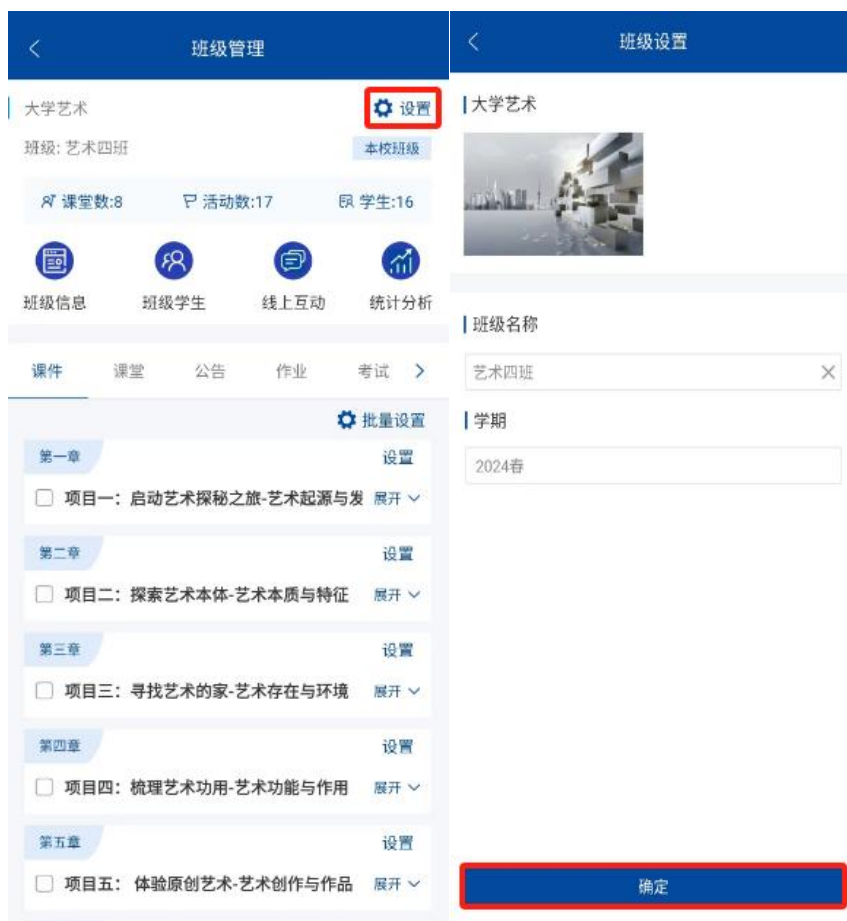 班级管理
大学艺术
设置
班级: 艺术四班
本校班级
课堂数:8
活动数:17
学生:16
班级信息
班级学生
线上互动
统计分析
课件
课堂
公告
作业
考试
批量设置
第一章
设置
项目一：启动艺术探秘之旅-艺术起源与发
展开
第二章
设置
项目二：探索艺术本体-艺术本质与特征
展开
第三章
设置
项目三：寻找艺术的家-艺术存在与环境
展开
第四章
设置
项目四：梳理艺术功用-艺术功能与作用
展开
第五章
设置
项目五： 体验原创艺术-艺术创作与作品
展开
班级设置
大学艺术
班级名称
艺术四班
学期
2024春
确定